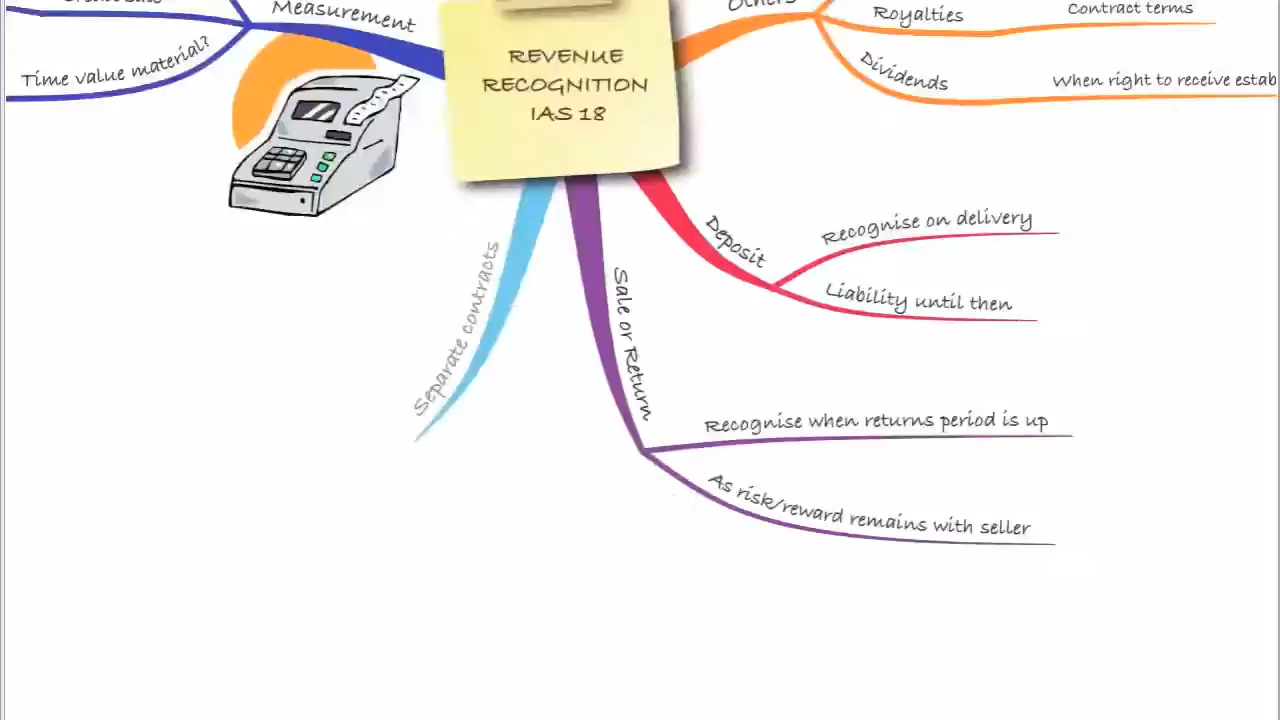 Measurement
Time value material?
REVENUE
RECOGNITION
IAS 18
Others
Royalties
Contract terms
Dividends
When right to receive estab
Deposit
Recognise on delivery
Liability until then
Sale or Return
Recognise when returns period is up
As risk/reward remains with seller
Separate contracts